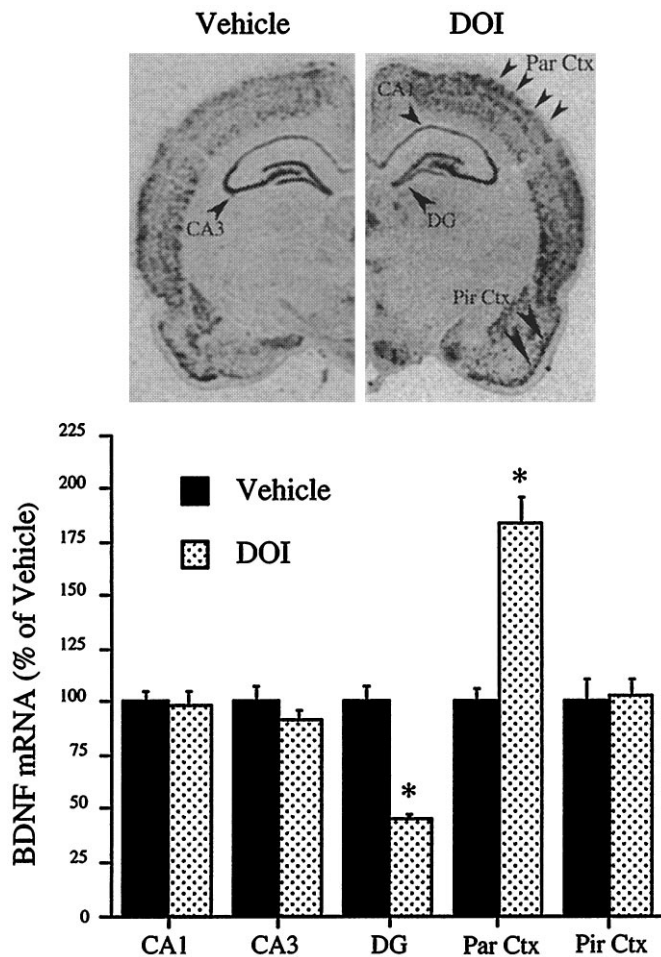 Vehicle DOI
Par Ctx
CA1
CA3
DG
Pir Ctx
BDNF mRNA (% of Vehicle)
225
200
175
150
125
100
75
50
25
0
Vehicle
DOI
*
*
CA1 CA3 DG Par Ctx Pir Ctx